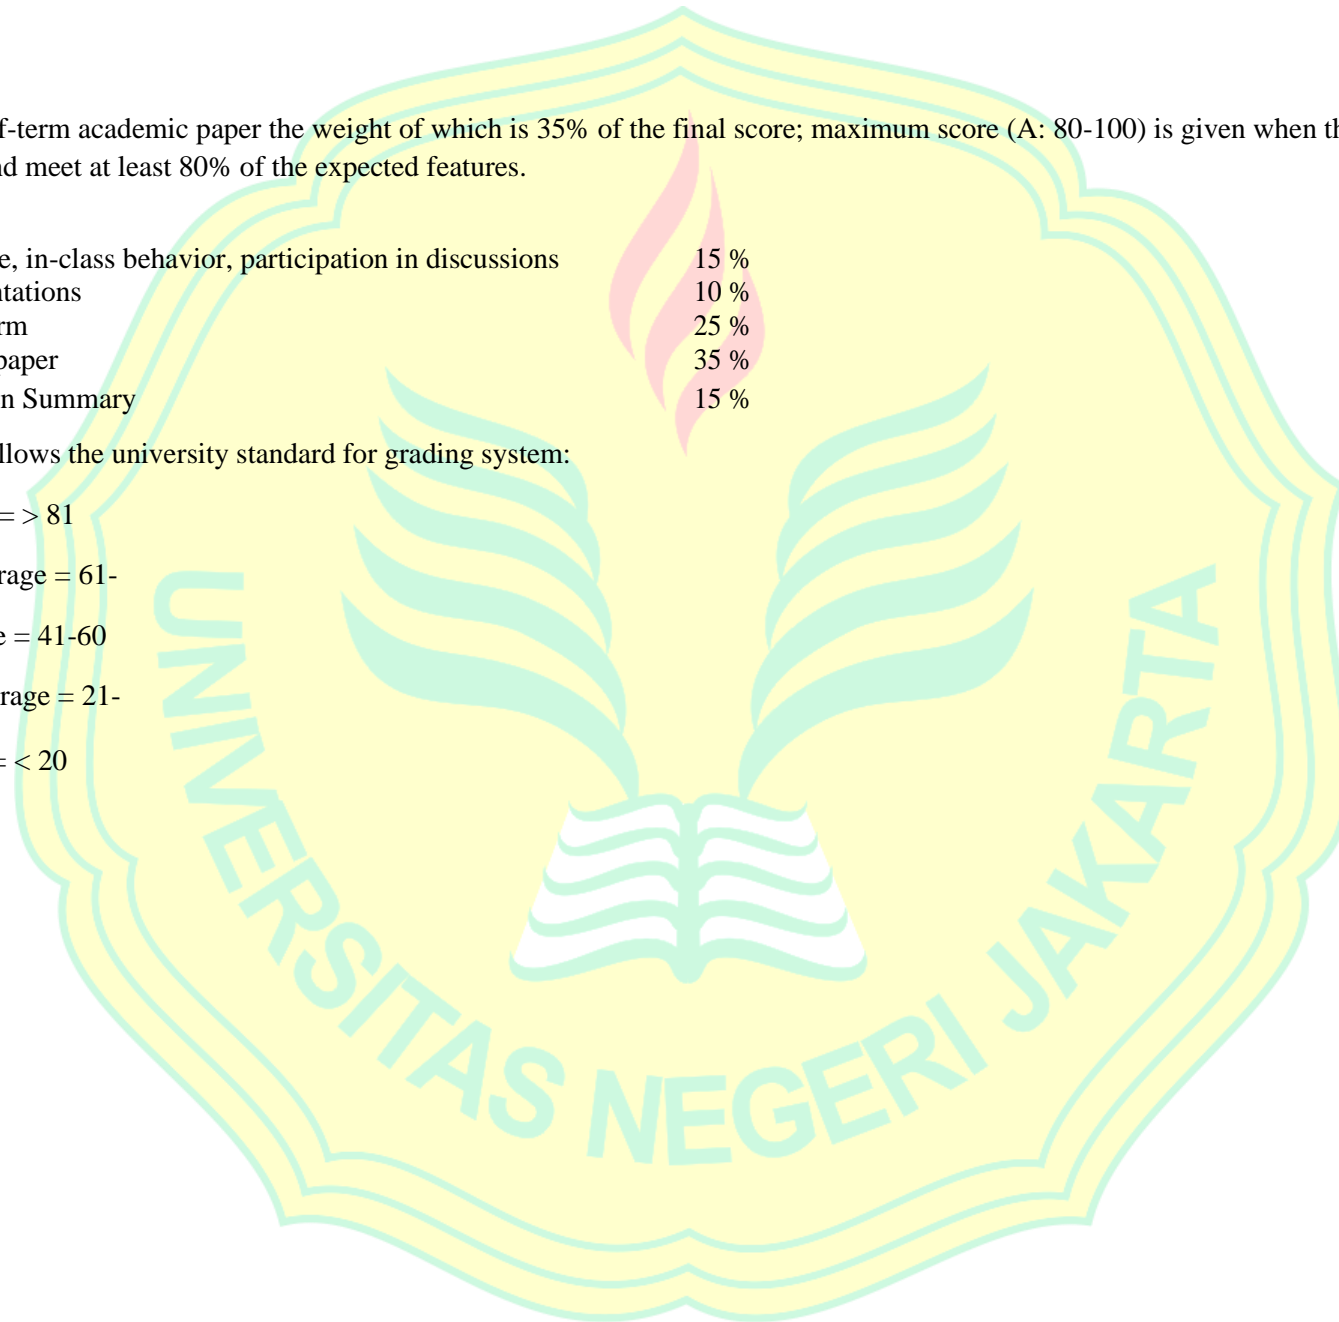 f-term academic paper the weight of which is 35% of the final score; maximum score (A: 80-100) is given when th
nd meet at least 80% of the expected features.
e, in-class behavior, participation in discussions 15 %
ntations 10 %
rm 25 %
paper 35 %
n Summary 15 %
llows the university standard for grading system:
= > 81
rage = 61-
e = 41-60
rage = 21-
= < 20
UNIVERSITAS NEGERI JAKARTA